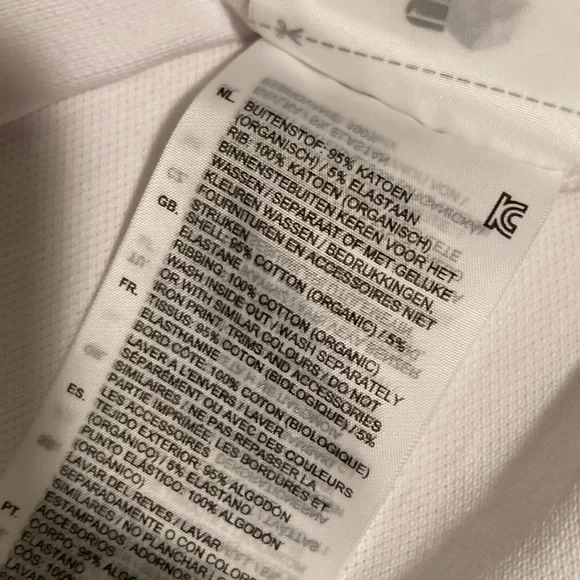 NL. BUITENSTOF: 95% KATOEN
(ORGANISCH) / 5% ELASTAAN
RIB: 100% KATOEN (ORGANISCH)
BINNENSTEBUITEN KEREN VOOR HET
WASSEN / SEPARAAT OF MET GELIJKE
KLEUREN WASSEN / BEDRUKKINGEN,
FOURNITUREN EN ACCESSOIRES NIET
STRIJKEN
GB. SHELL: 95% COTTON (ORGANIC) / 5%
ELASTANE
RIBBING: 100% COTTON (ORGANIC)
WASH INSIDE OUT / WASH SEPARATELY
OR WITH SIMILAR COLOURS / DO NOT
IRON PRINT, TRIMS AND ACCESSORIES
FR. TISSUS: 95% COTON (BIOLOGIQUE) / 5%
ELASTHANNE
BORD CÔTE: 100% COTON (BIOLOGIQUE)
LAVER À L'ENVERS / LAVER
SÉPARÉMENT OU AVEC DES COULEURS
SIMILAIRES / NE PAS REPASSER LA
PARTIE IMPRIMÉE, LES BORDURES ET
LES ACCESSOIRES
ES. TEJIDO EXTERIOR: 95% ALGODÓN
(ORGÁNICO) / 5% ELASTANO
PUNTO ELÁSTICO: 100% ALGODÓN
(ORGÁNICO)
LAVAR DEL REVÉS / LAVAR
SEPARADAMENTE O CON COLORE
ESTAMPADOS / NO PLANCHAR /
ACCESORIOS ADORNOS
PT. CORPO: 95% ALGOD
ELASTANO
CÓS: 100%
LAVAR